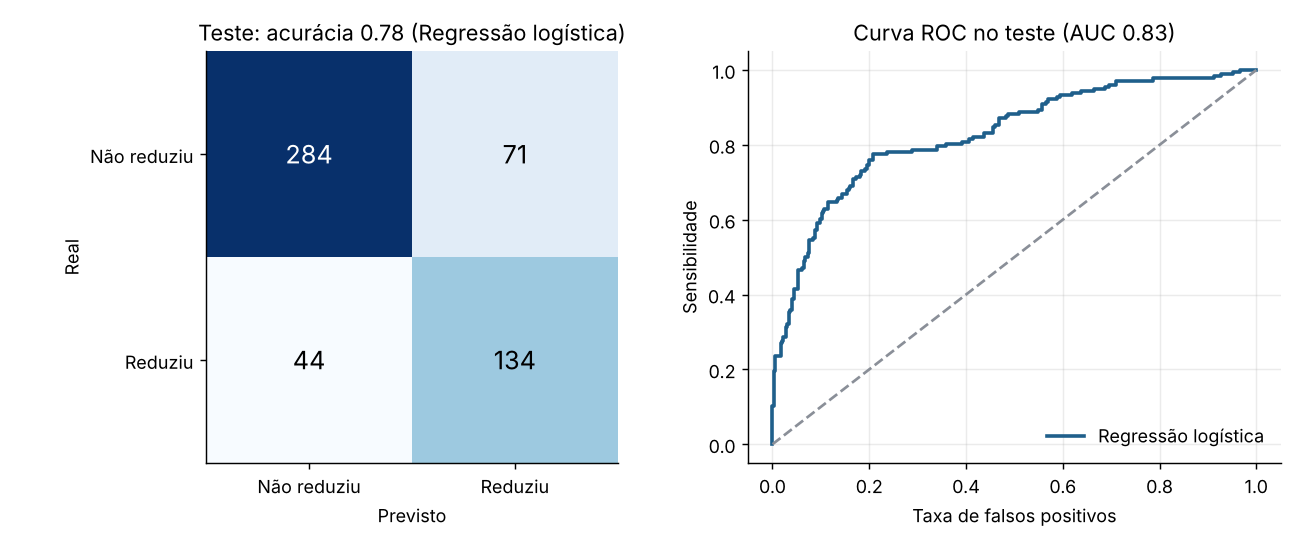 Teste: acurácia 0.78 (Regressão logística)
Real
Não reduziu
284
71
Reduziu
44
134
Não reduziu
Reduziu
Previsto
Curva ROC no teste (AUC 0.83)
Sensibilidade
1.0
0.8
0.6
0.4
0.2
0.0
Regressão logística
0.0
0.2
0.4
0.6
0.8
1.0
Taxa de falsos positivos